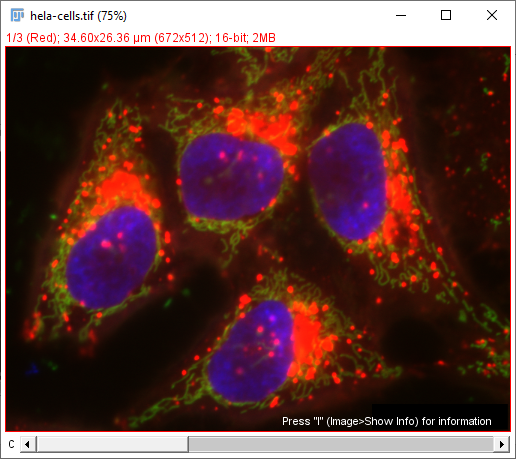 hela-cells.tif (75%)
1/3 (Red); 34.60x26.36 µm (672x512); 16-bit; 2MB
Press "I" (Image>Show Info) for information
C